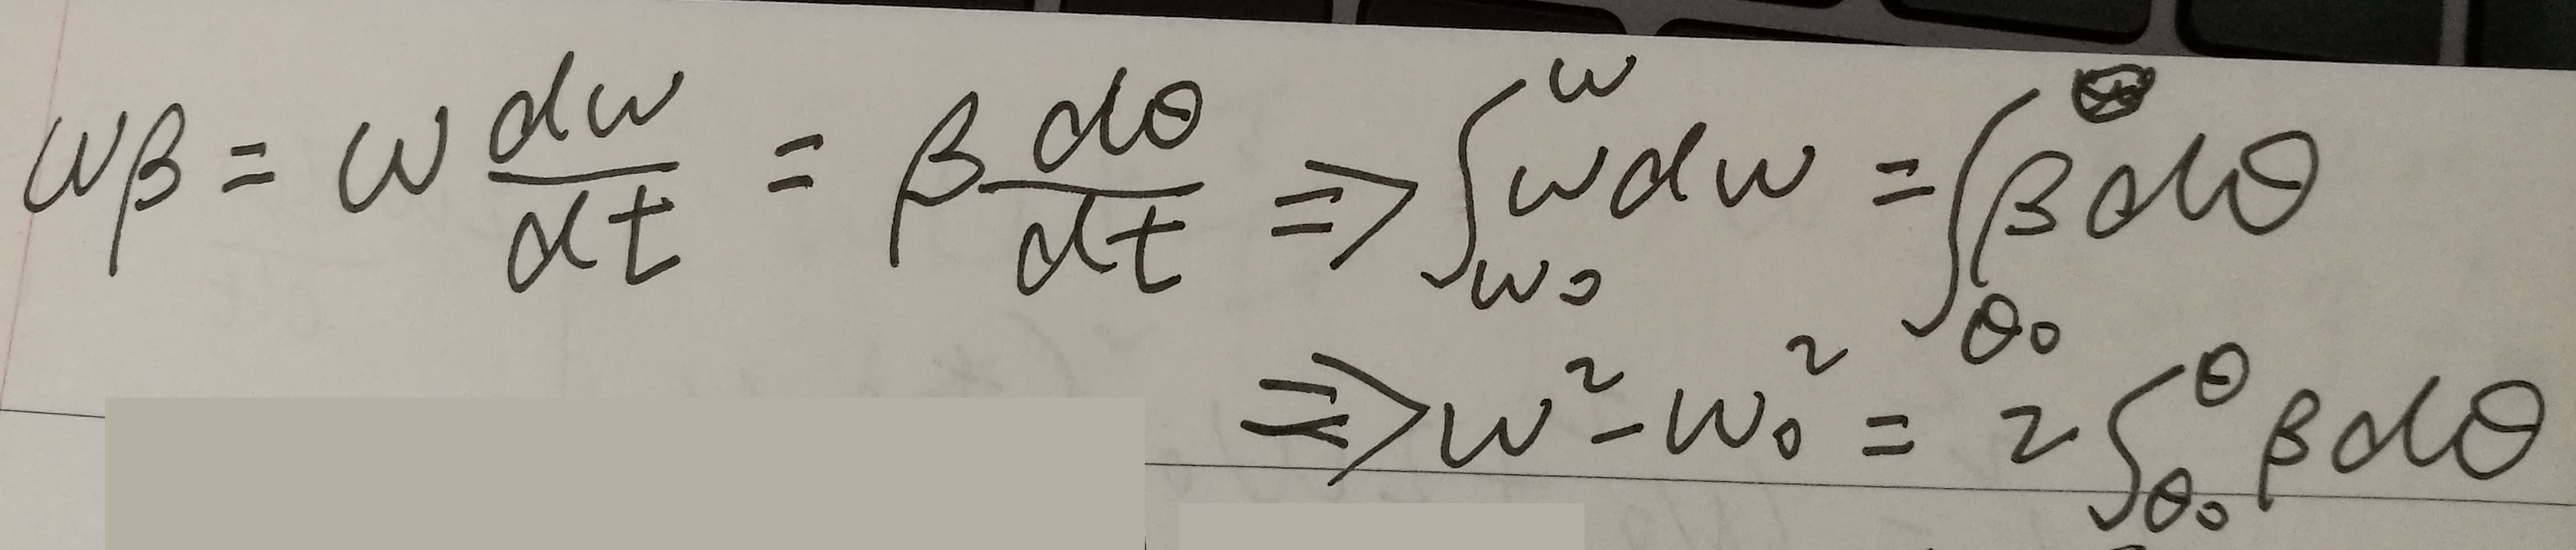 ωβ = ω dω/dt = β dθ/dt ⇒ ∫_{ω₀}^{ω} ω dω = ∫_{θ₀} β dθ
⇒ ω² - ω₀² = 2 ∫_{θ₀}^{θ} β dθ